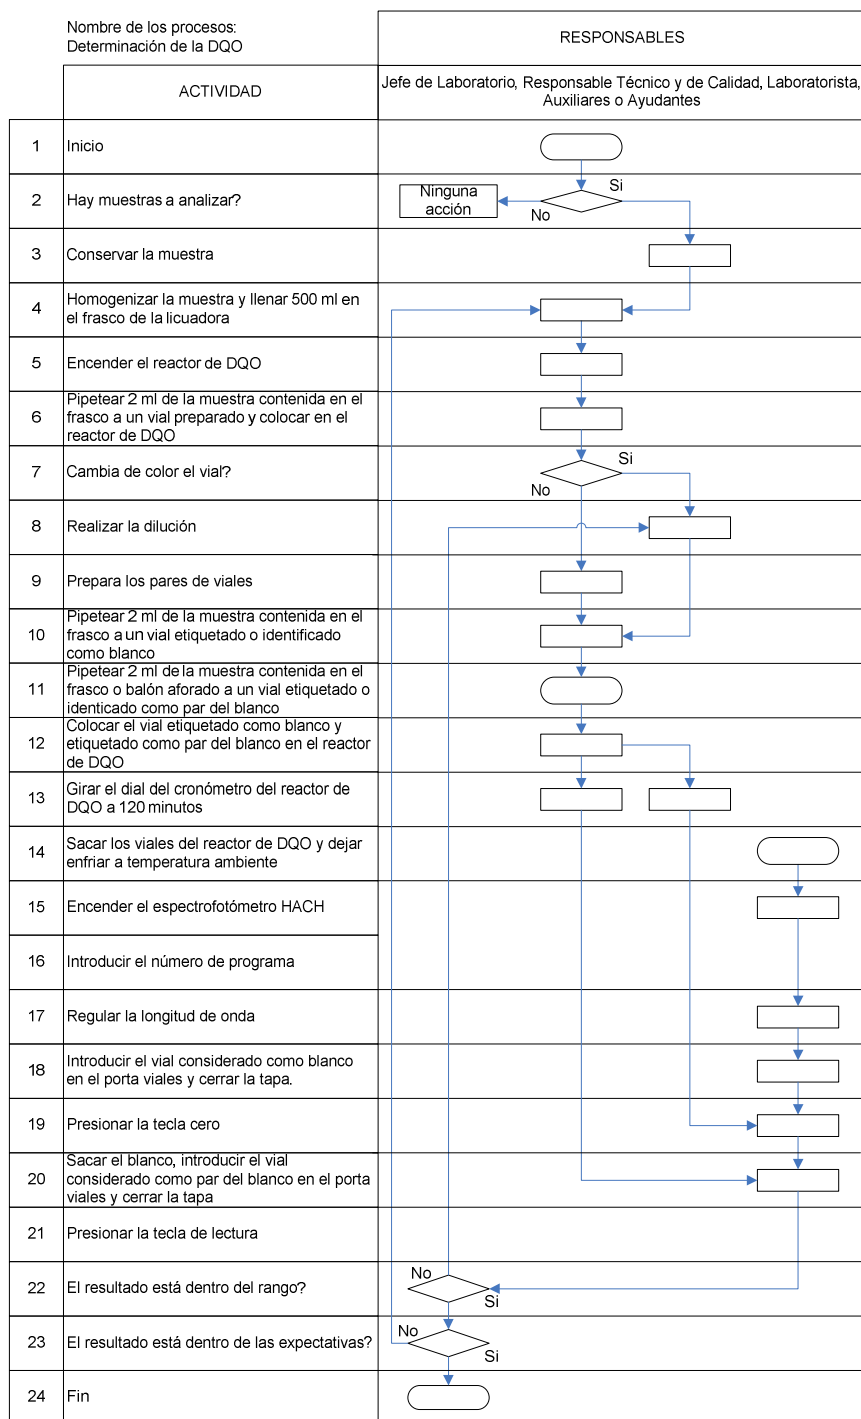 Nombre de los procesos:
Determinación de la DQO
RESPONSABLES
ACTIVIDAD
Jefe de Laboratorio, Responsable Técnico y de Calidad, Laboratorista,
Auxiliares o Ayudantes
1
Inicio
2
Hay muestras a analizar?
Ninguna
acción
No
Si
3
Conservar la muestra
4
Homogenizar la muestra y llenar 500 ml en
el frasco de la licuadora
5
Encender el reactor de DQO
6
Pipetear 2 ml de la muestra contenida en el
frasco a un vial preparado y colocar en el
reactor de DQO
7
Cambia de color el vial?
Si
No
8
Realizar la dilución
9
Prepara los pares de viales
10
Pipetear 2 ml de la muestra contenida en el
frasco a un vial etiquetado o identificado
como blanco
11
Pipetear 2 ml de la muestra contenida en el
frasco o balón aforado a un vial etiquetado o
identicado como par del blanco
12
Colocar el vial etiquetado como blanco y
etiquetado como par del blanco en el reactor
de DQO
13
Girar el dial del cronómetro del reactor de
DQO a 120 minutos
14
Sacar los viales del reactor de DQO y dejar
enfriar a temperatura ambiente
15
Encender el espectrofotómetro HACH
16
Introducir el número de programa
17
Regular la longitud de onda
18
Introducir el vial considerado como blanco
en el porta viales y cerrar la tapa.
19
Presionar la tecla cero
20
Sacar el blanco, introducir el vial
considerado como par del blanco en el porta
viales y cerrar la tapa
21
Presionar la tecla de lectura
22
El resultado está dentro del rango?
No
Si
23
El resultado está dentro de las expectativas?
No
Si
24
Fin